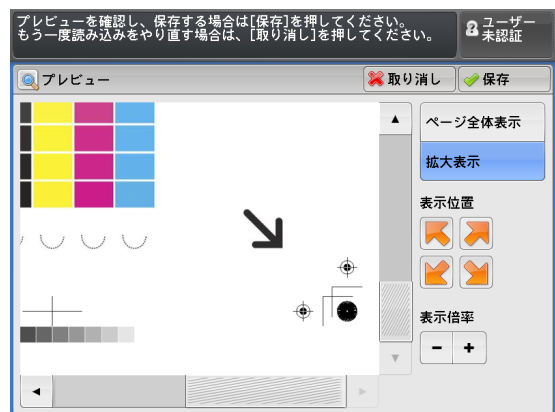 プレビューを確認し、保存する場合は[保存]を押してください。
もう一度読み込みをやり直す場合は、[取り消し]を押してください。
ユーザー
未認証
プレビュー
取り消し
保存
ページ全体表示
拡大表示
表示位置
表示倍率
- +